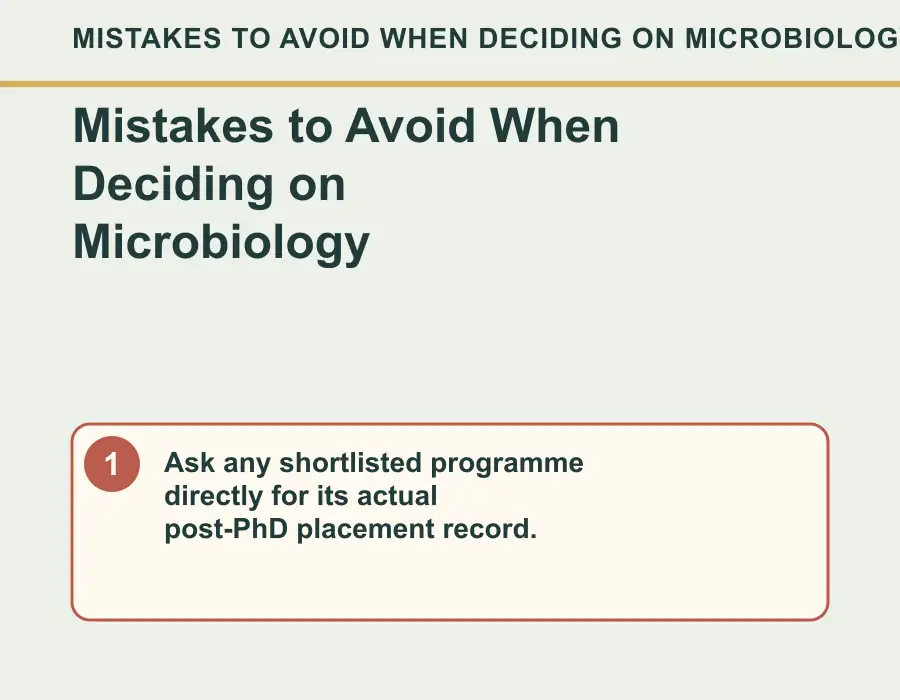 MISTAKES TO AVOID WHEN DECIDING ON
Mistakes to Avoid When
Deciding on
Microbiology
1
Ask any shortlisted programme
directly for its actual
post-PhD placement record.